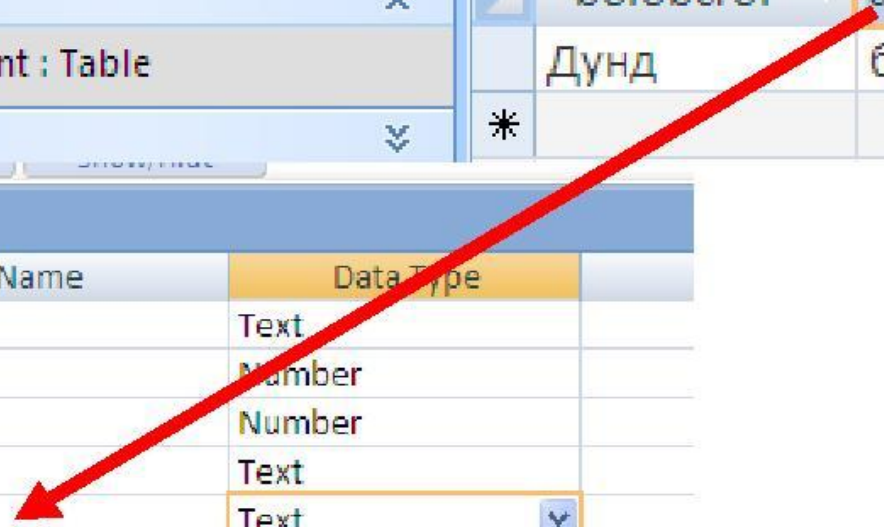 nt : Table
Дунд
Name
Data Type
Text
Number
Number
Text
Text